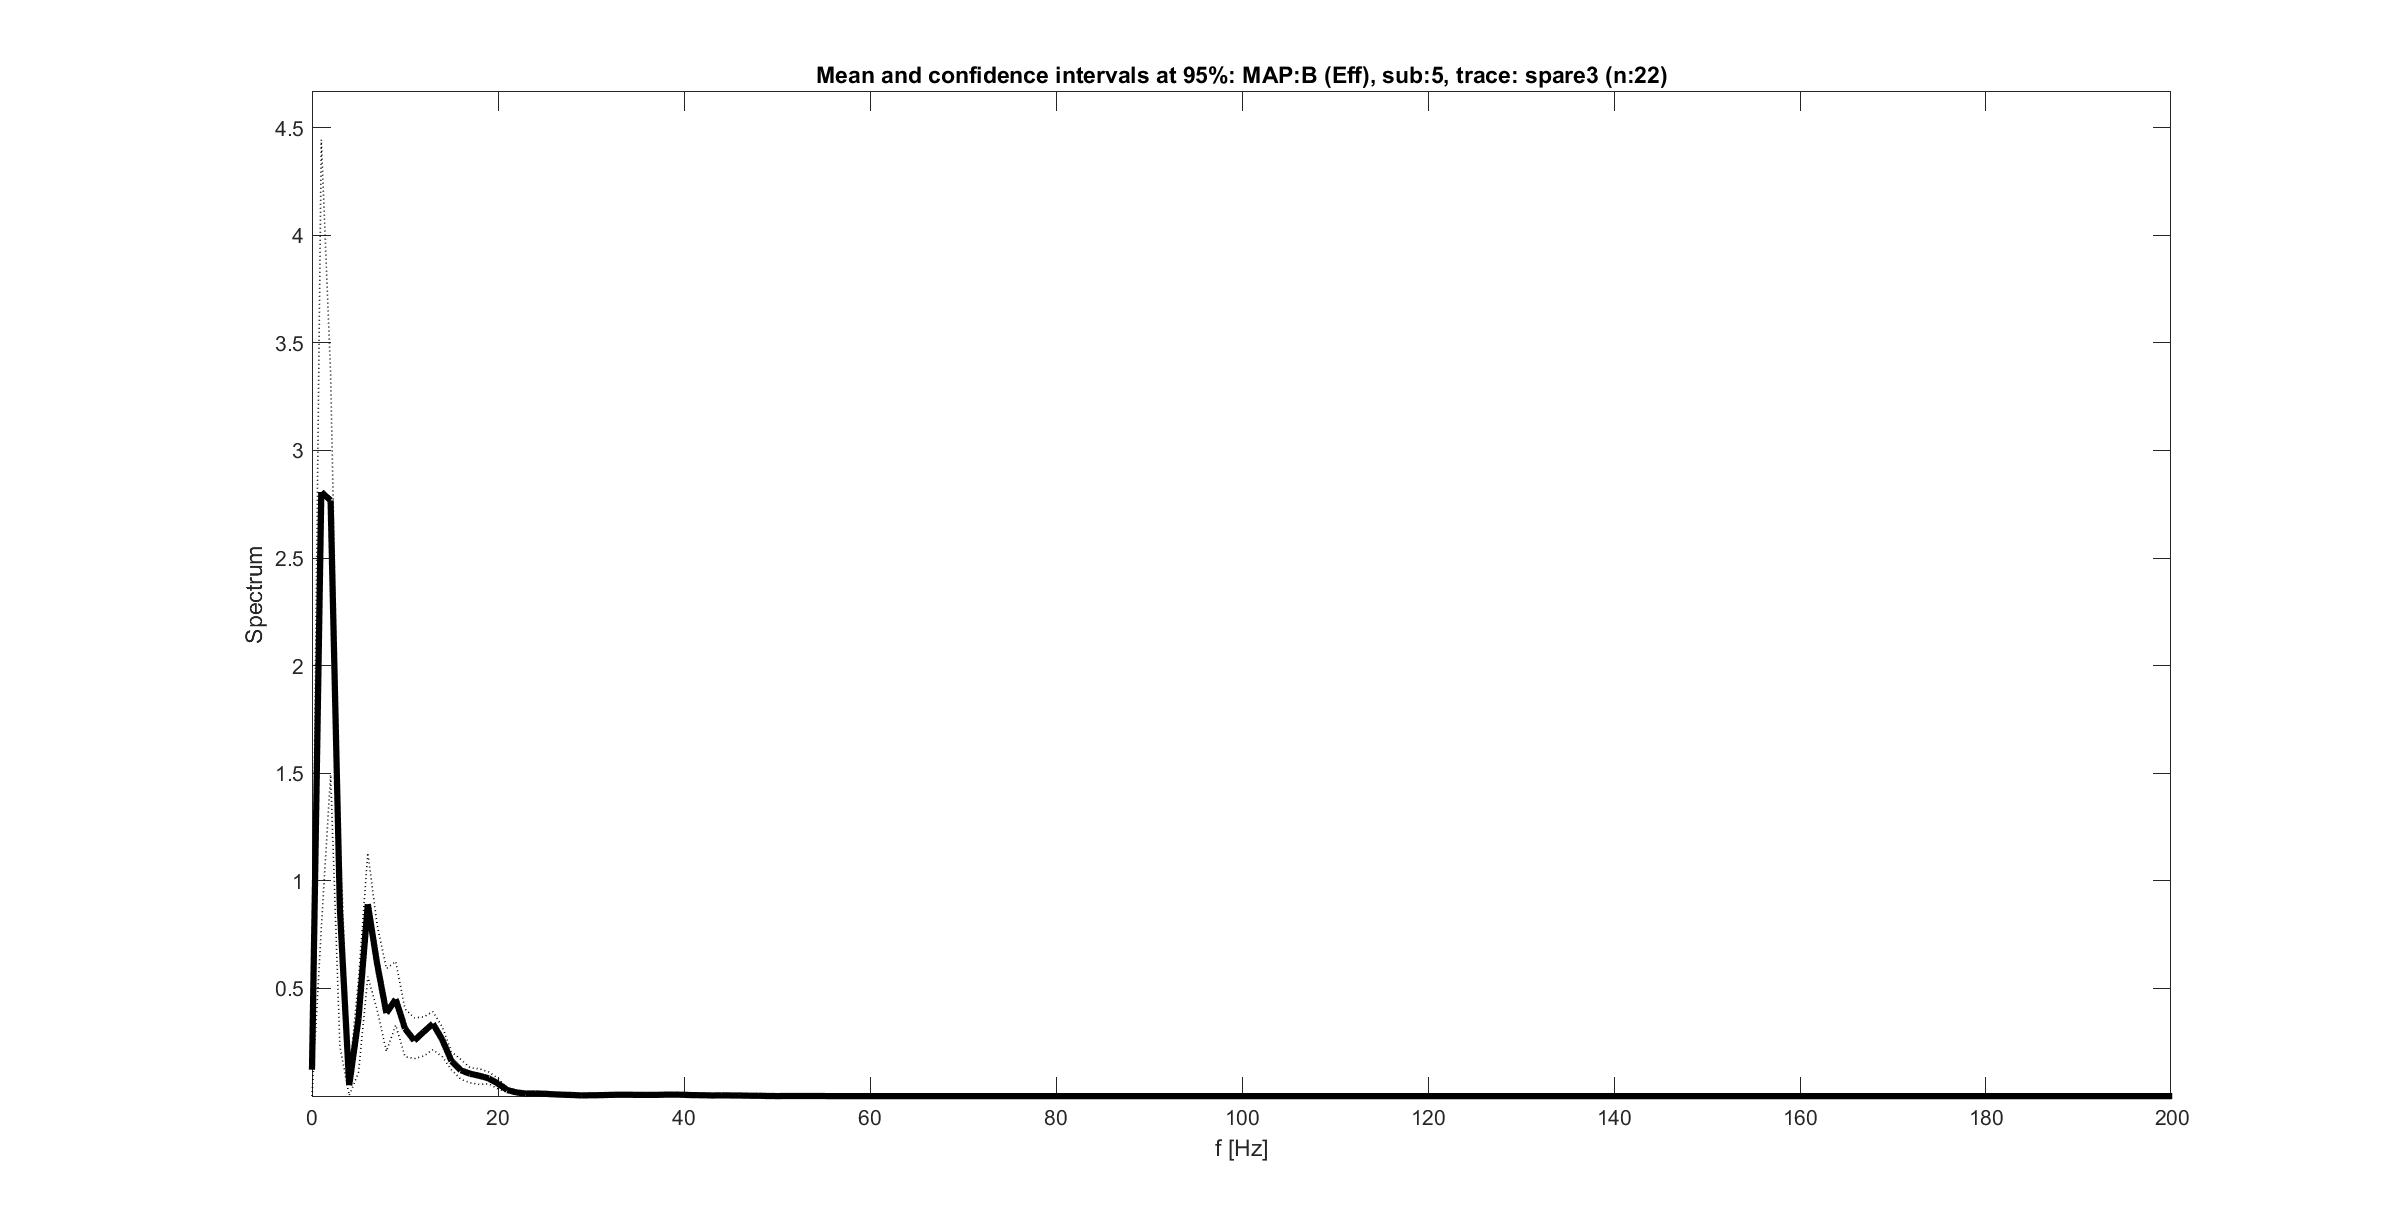 Mean and confidence intervals at 95%: MAP:B (Eff), sub:5, trace: spare3 (n:22)
4.5
4
3.5
3
2.5
2
1.5
1
0.5
Spectrum
0 20 40 60 80 100 120 140 160 180 200
f [Hz]